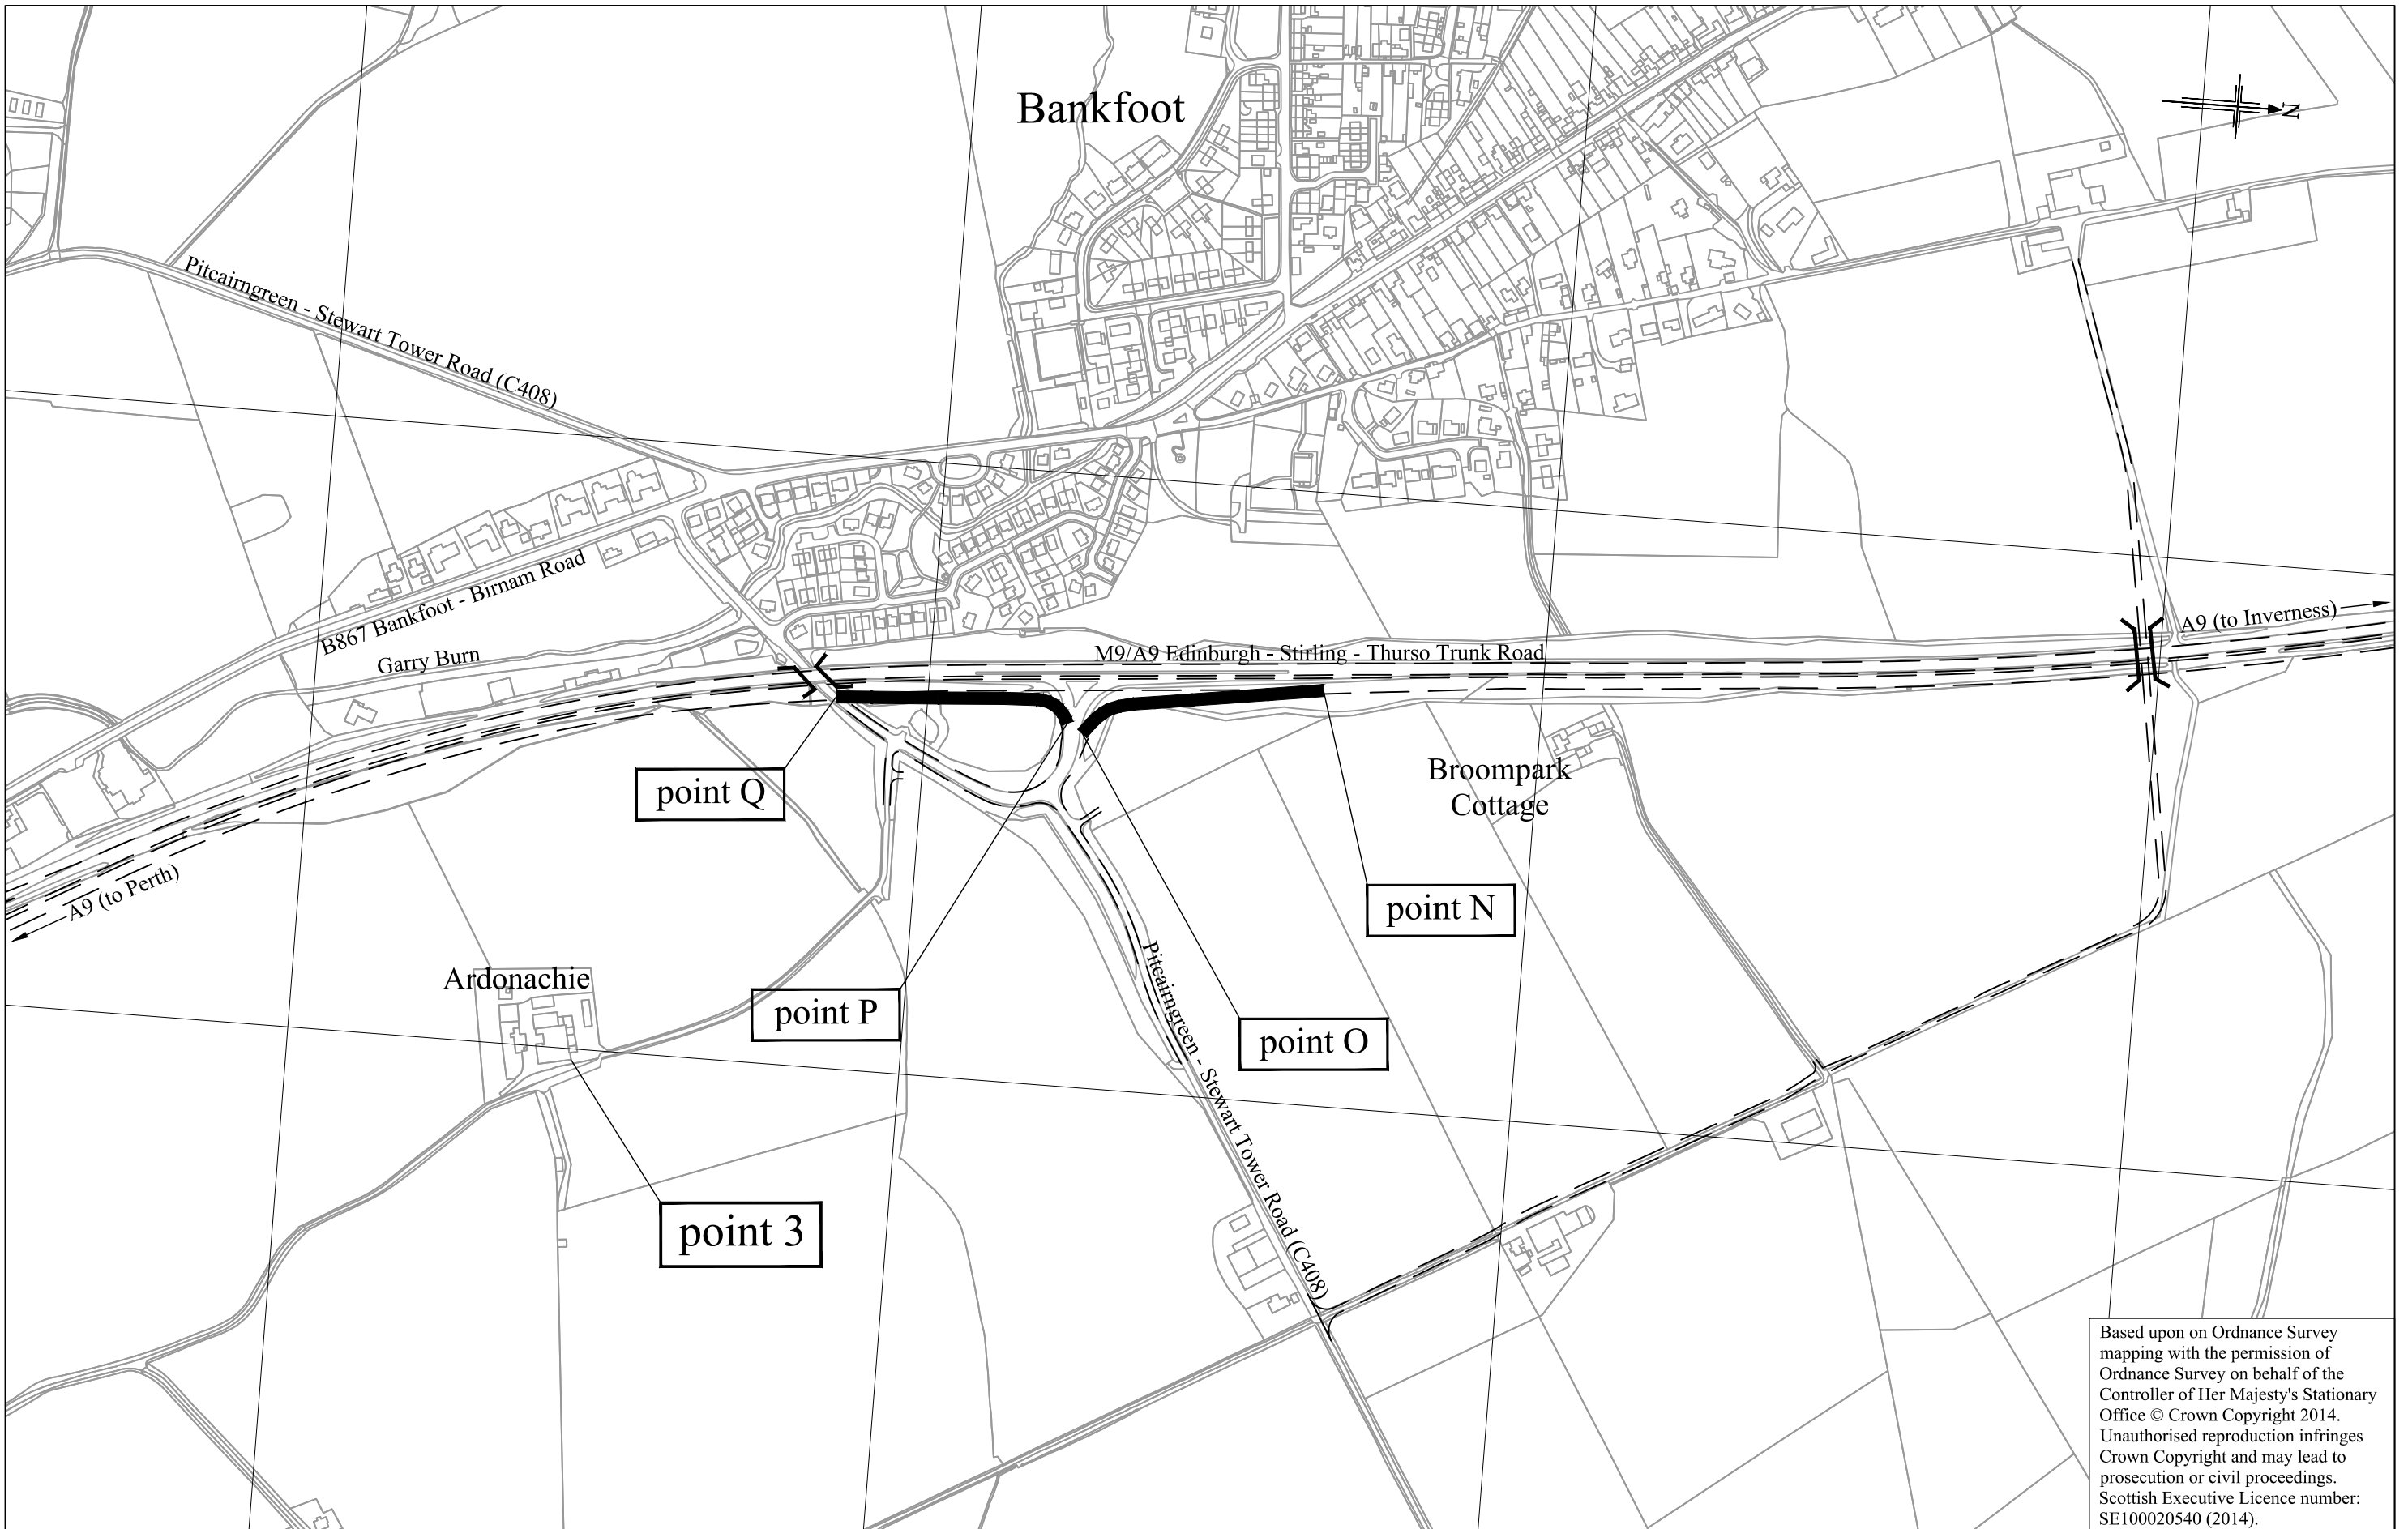 Bankfoot
N
Pitcairngreen - Stewart Tower Road (C408)
B867 Bankfoot - Birnam Road
Garry Burn
M9/A9 Edinburgh - Stirling - Thurso Trunk Road
A9 (to Inverness)
point Q
Broompark
Cottage
A9 (to Perth)
point N
Ardonachie
point P
point O
Pitcairngreen - Stewart Tower Road (C408)
point 3
Based upon on Ordnance Survey
mapping with the permission of
Ordnance Survey on behalf of the
Controller of Her Majesty's Stationary
Office © Crown Copyright 2014.
Unauthorised reproduction infringes
Crown Copyright and may lead to
prosecution or civil proceedings.
Scottish Executive Licence number:
SE100020540 (2014).